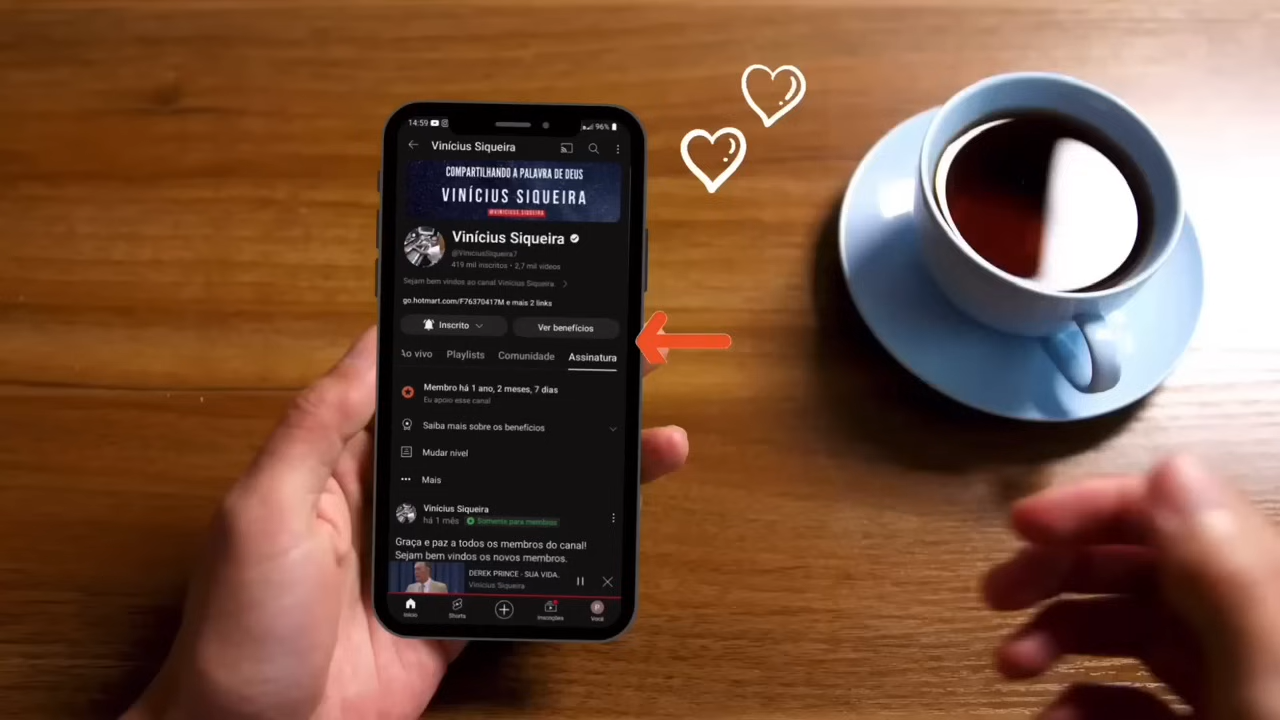 14:59
96%
Vinícius Siqueira
COMPARTILHANDO A PALAVRA DE DEUS
VINÍCIUS SIQUEIRA
Vinícius Siqueira
@ViniciusSiqueira7
419 mil inscritos • 2,7 mil vídeos
Sejam bem vindos ao canal Vinícius Siqueira
go.hotmart.com/F76370417M e mais 2 links
Inscrito
Ver benefícios
Ao vivo Playlists Comunidade Assinatura
Membro há 1 ano, 2 meses, 7 dias
Eu apoio esse canal
Saiba mais sobre os benefícios
Mudar nível
Mais
Vinícius Siqueira
há 1 mês Somente para membros
Graça e paz a todos os membros do canal!
Sejam bem vindos os novos membros.
DEREK PRINCE - SUA VIDA.
Vinícius Siqueira
Início Shorts Inscrições Você